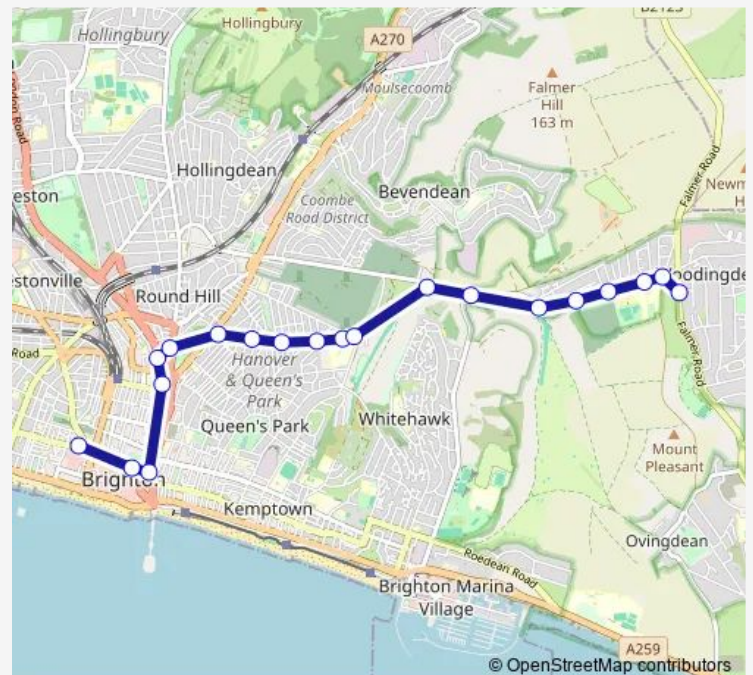 B2123
Hollingbury
Hollingbury
A270
Moulsecoomb
Falmer
Hill
163 m
Road
Hollingdean
Falmer Road
eston
Bevendean
Coombe
Road District
Newm
H
stonville
Round Hill
oodingde
Road
Hanover
& Queen's
Park
Falmer Road
Queen's Park
Whitehawk
Mount
Pleasant
Brighton
Kemptown
Ovingdean
Roedean Road
Brighton Marina
Village
A259
© OpenStreetMap contributors